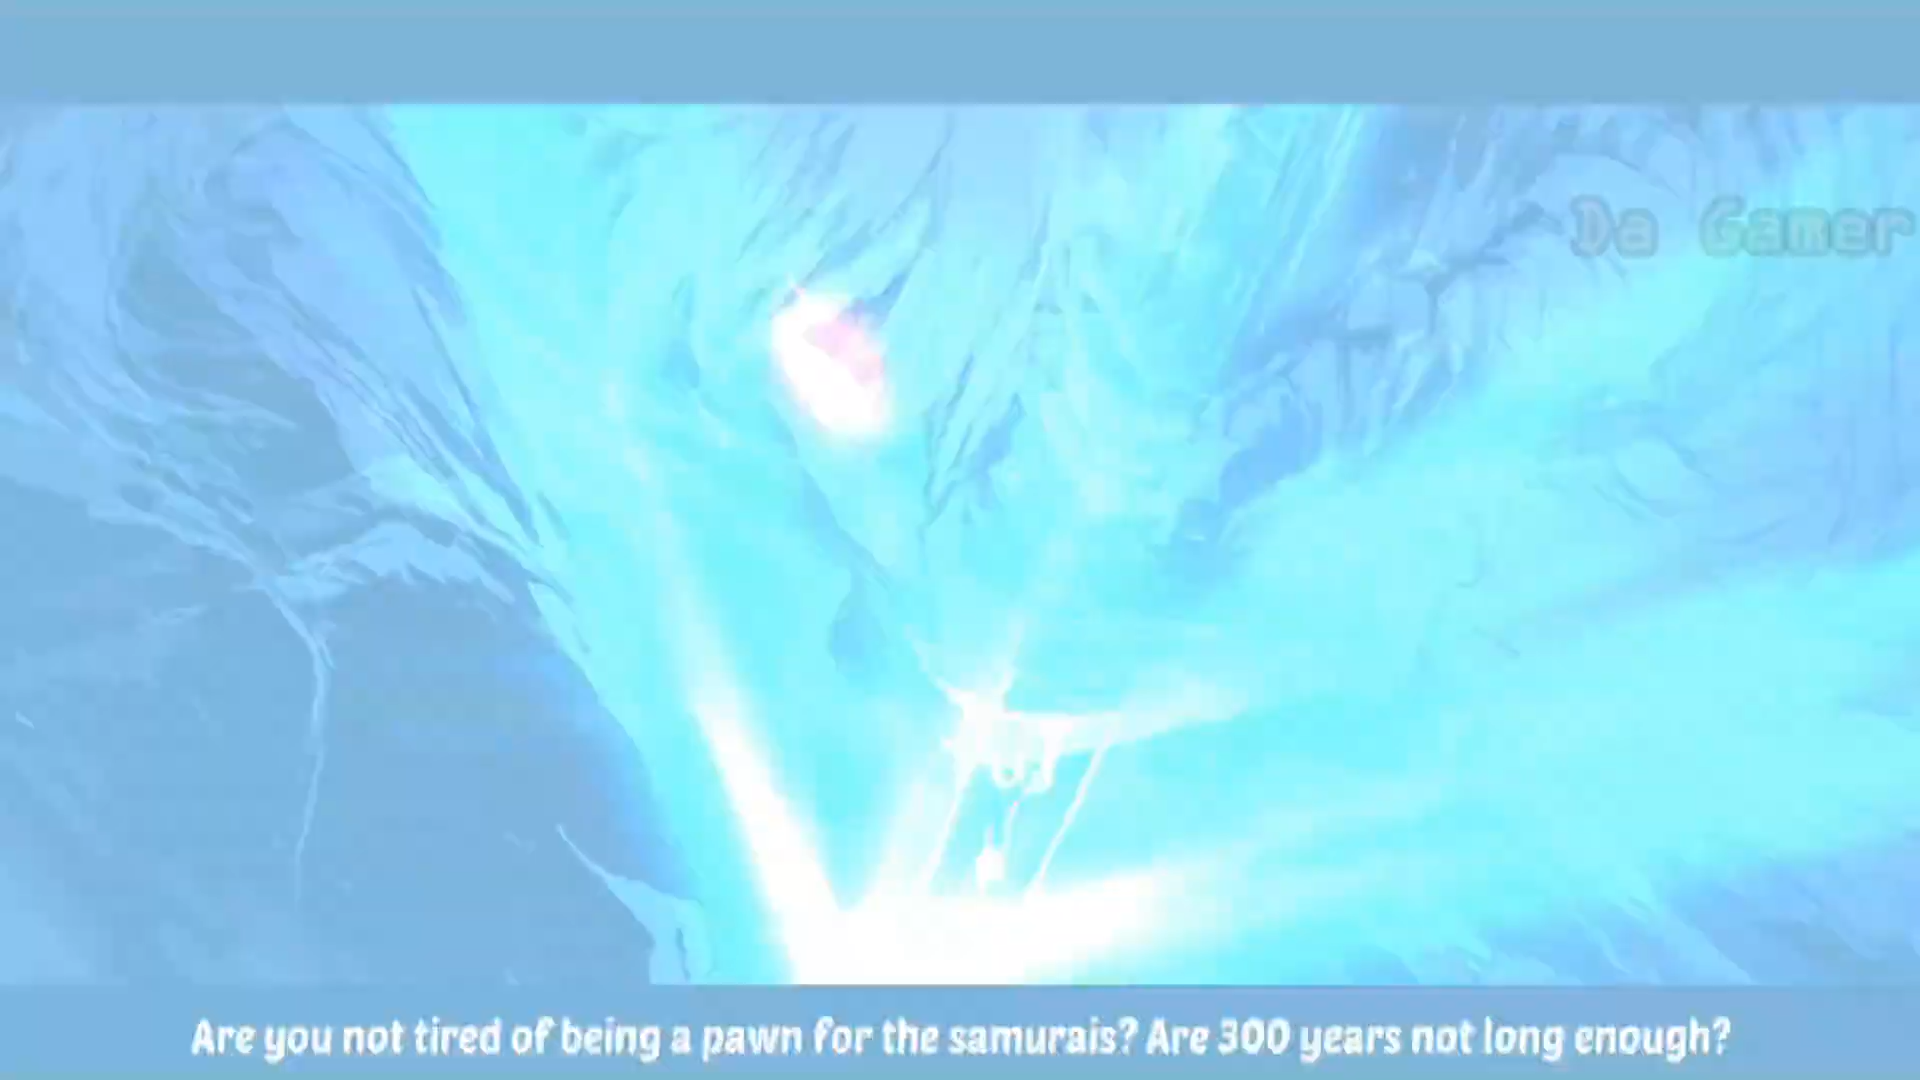 Da Gamer
Are you not tired of being a pawn for the samurais? Are 300 years not long enough?